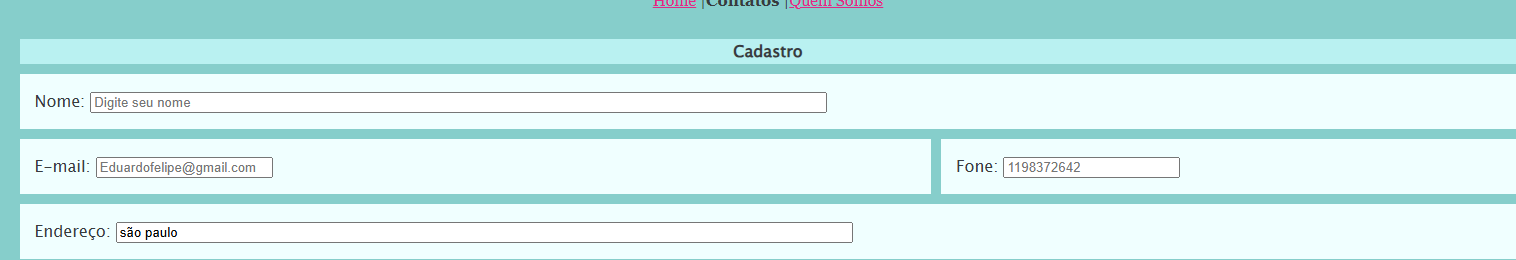 Home |Contatos |Quem Somos
Cadastro
Nome: Digite seu nome
E-mail: Eduardofelipe@gmail.com Fone: 1198372642
Endereço: são paulo